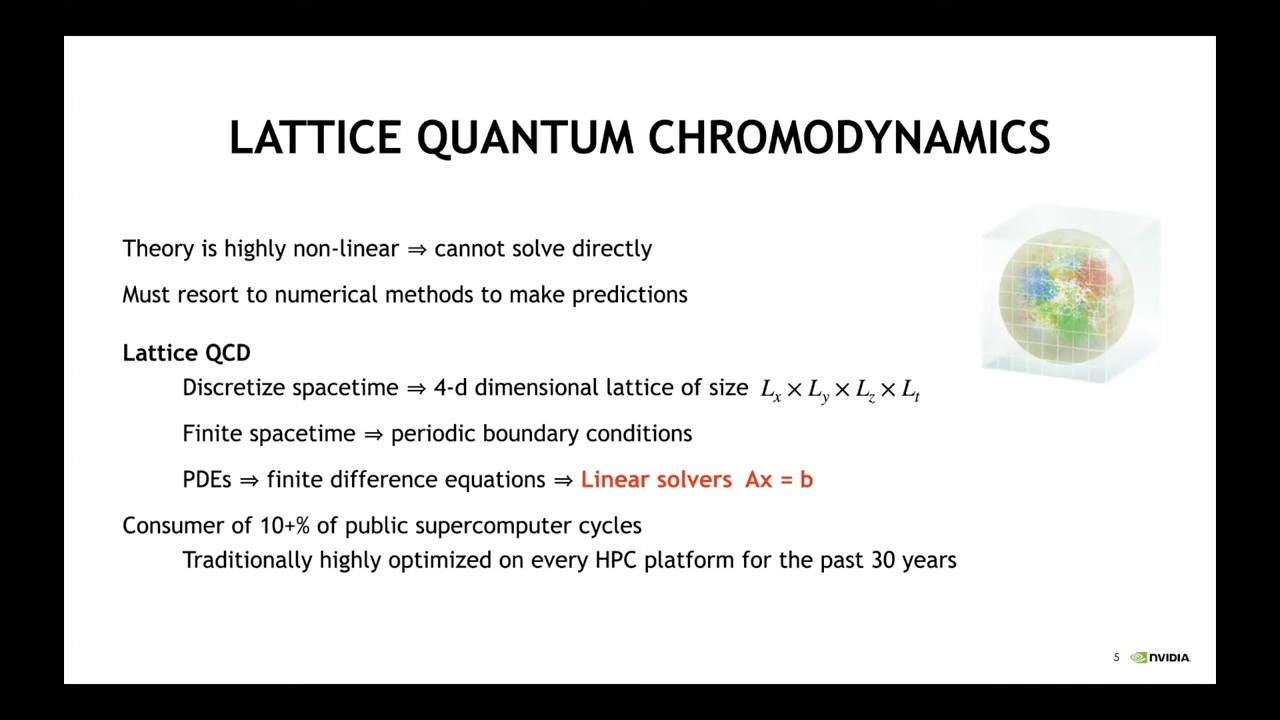 LATTICE QUANTUM CHROMODYNAMICS
Theory is highly non-linear ⇒ cannot solve directly
Must resort to numerical methods to make predictions
Lattice QCD
Discretize spacetime ⇒ 4-d dimensional lattice of size L_x × L_y × L_z × L_t
Finite spacetime ⇒ periodic boundary conditions
PDEs ⇒ finite difference equations ⇒ Linear solvers Ax = b
Consumer of 10+% of public supercomputer cycles
Traditionally highly optimized on every HPC platform for the past 30 years
5 NVIDIA.